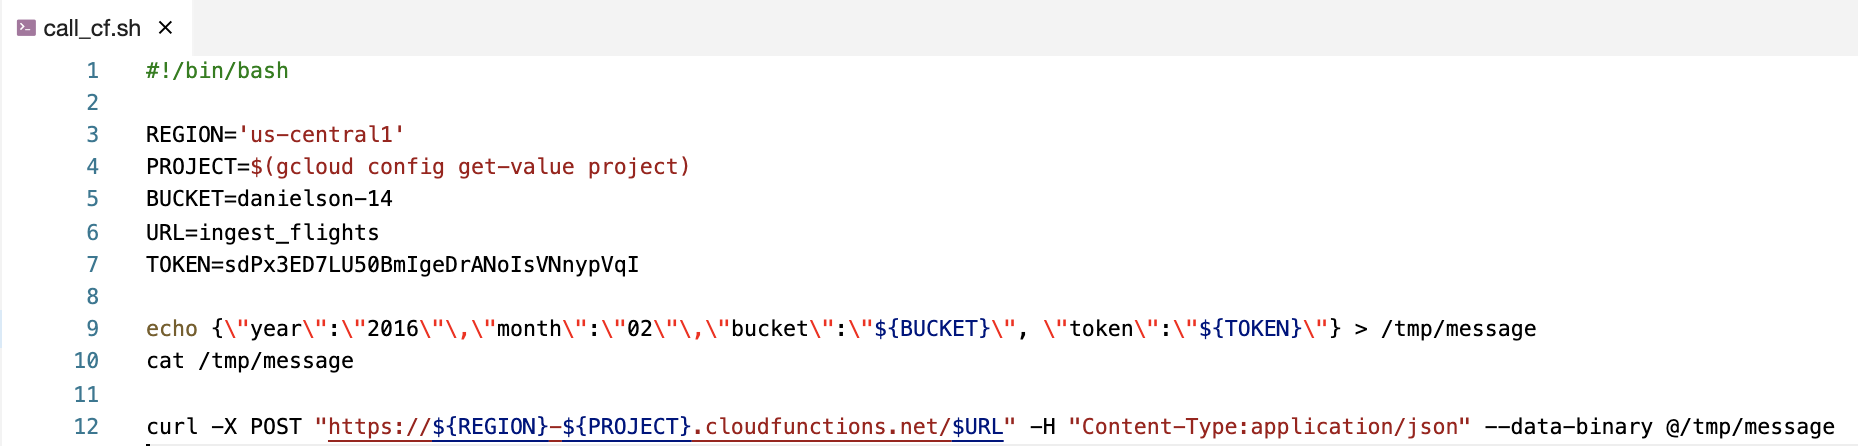 call_cf.sh ×
1 #!/bin/bash
2
3 REGION='us-central1'
4 PROJECT=$(gcloud config get-value project)
5 BUCKET=danielson-14
6 URL=ingest_flights
7 TOKEN=sdPx3ED7LU50BmIgeDrANoIsVNnypVqI
8
9 echo {\"year\":\"2016\"\,\"month\":\"02\"\,\"bucket\":\"${BUCKET}\", \"token\":\"${TOKEN}\"} > /tmp/message
10 cat /tmp/message
11
12 curl -X POST "https://${REGION}-${PROJECT}.cloudfunctions.net/$URL" -H "Content-Type:application/json" --data-binary @/tmp/message